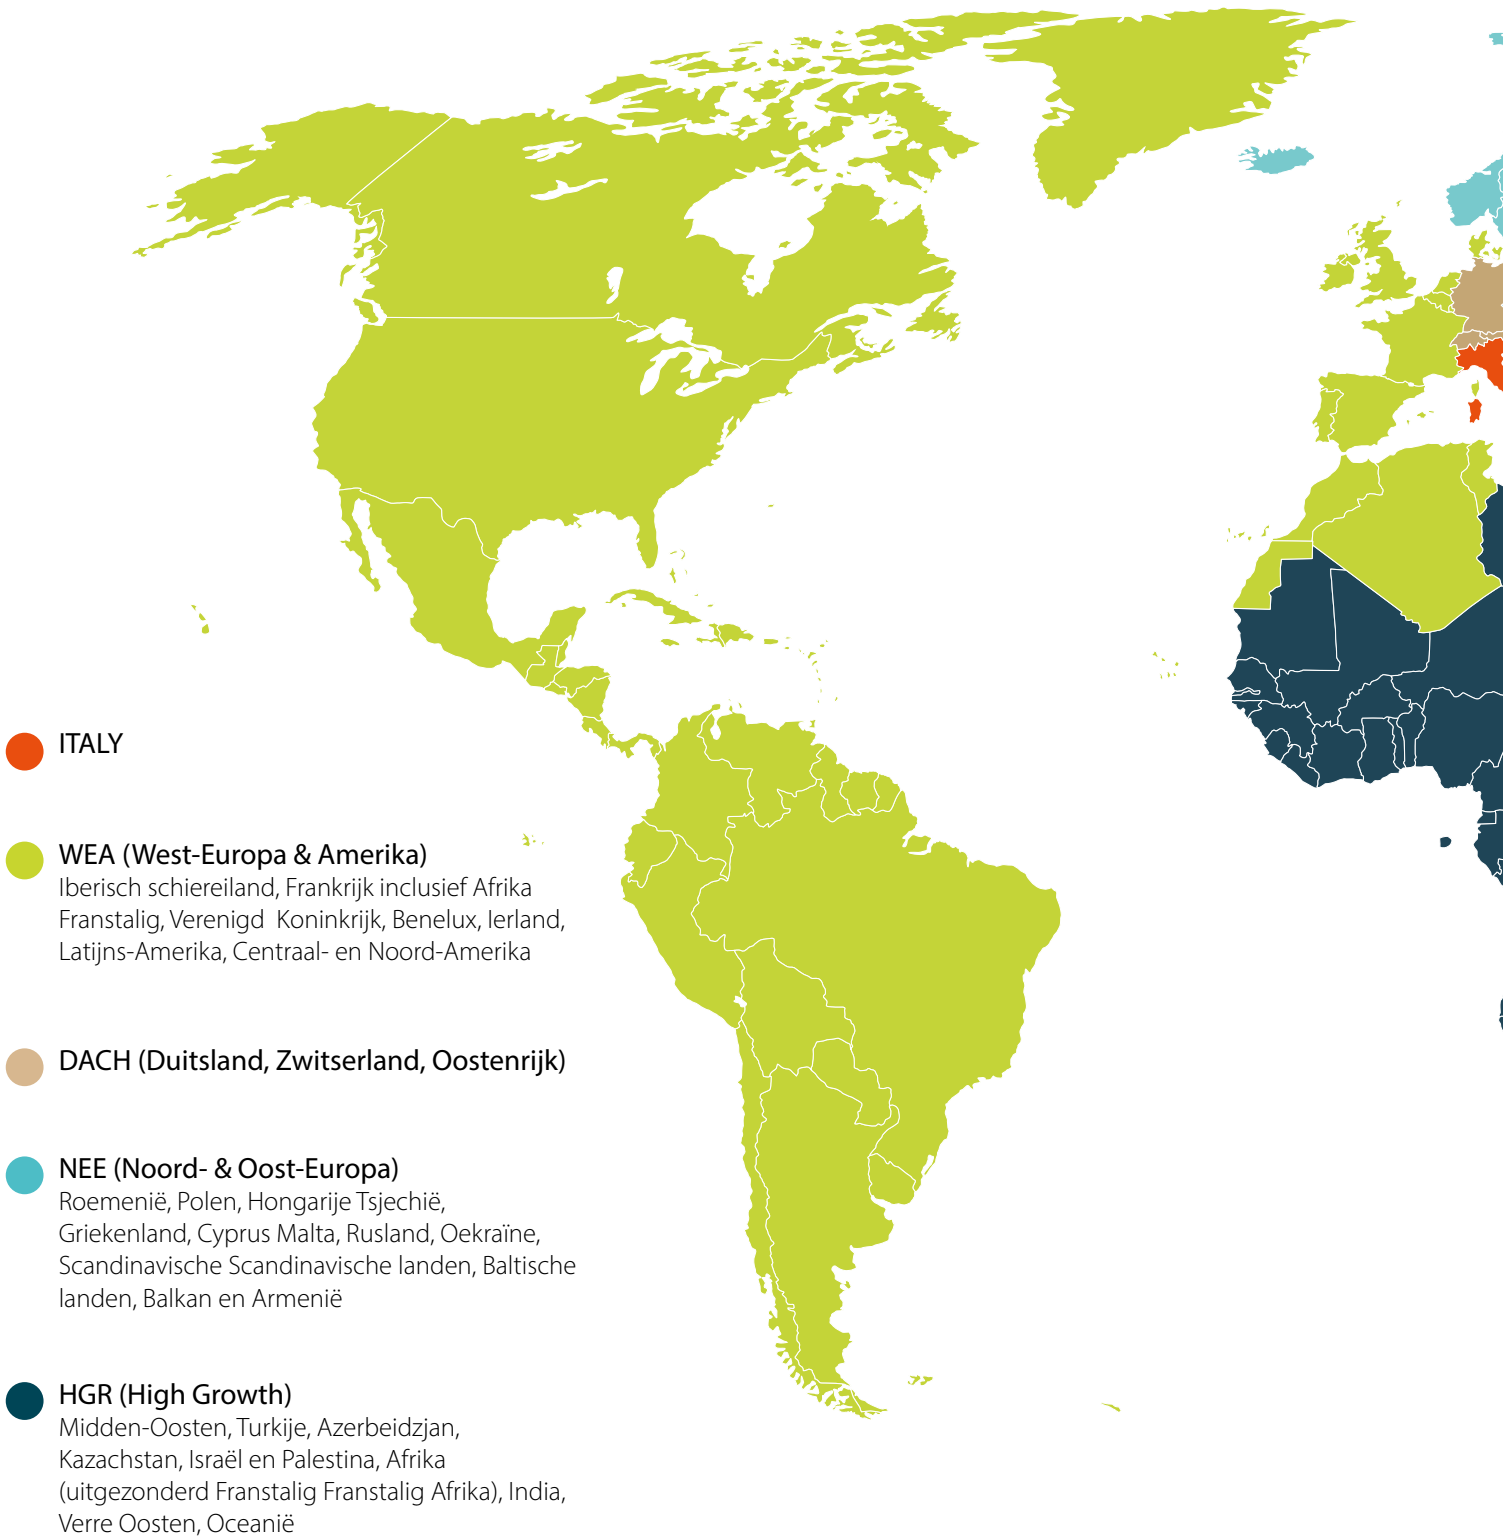 ITALY
WEA (West-Europa & Amerika)
Iberisch schiereiland, Frankrijk inclusief Afrika
Franstalig, Verenigd Koninkrijk, Benelux, Ierland,
Latijns-Amerika, Centraal- en Noord-Amerika
DACH (Duitsland, Zwitserland, Oostenrijk)
NEE (Noord- & Oost-Europa)
Roemenië, Polen, Hongarije Tsjechië,
Griekenland, Cyprus Malta, Rusland, Oekraïne,
Scandinavische Scandinavische landen, Baltische
landen, Balkan en Armenië
HGR (High Growth)
Midden-Oosten, Turkije, Azerbeidzjan,
Kazachstan, Israël en Palestina, Afrika
(uitgezonderd Franstalig Franstalig Afrika), India,
Verre Oosten, Oceanië